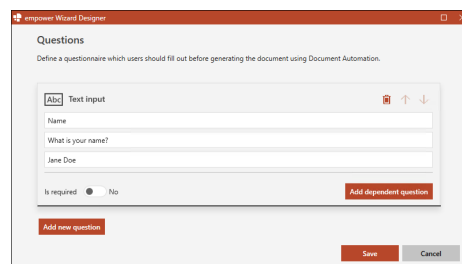 empower Wizard Designer
Questions
Define a questionnaire which users should fill out before generating the document using Document Automation.
Abc Text input
Name
What is your name?
Jane Doe
Is required No
Add dependent question
Add new question
Save Cancel